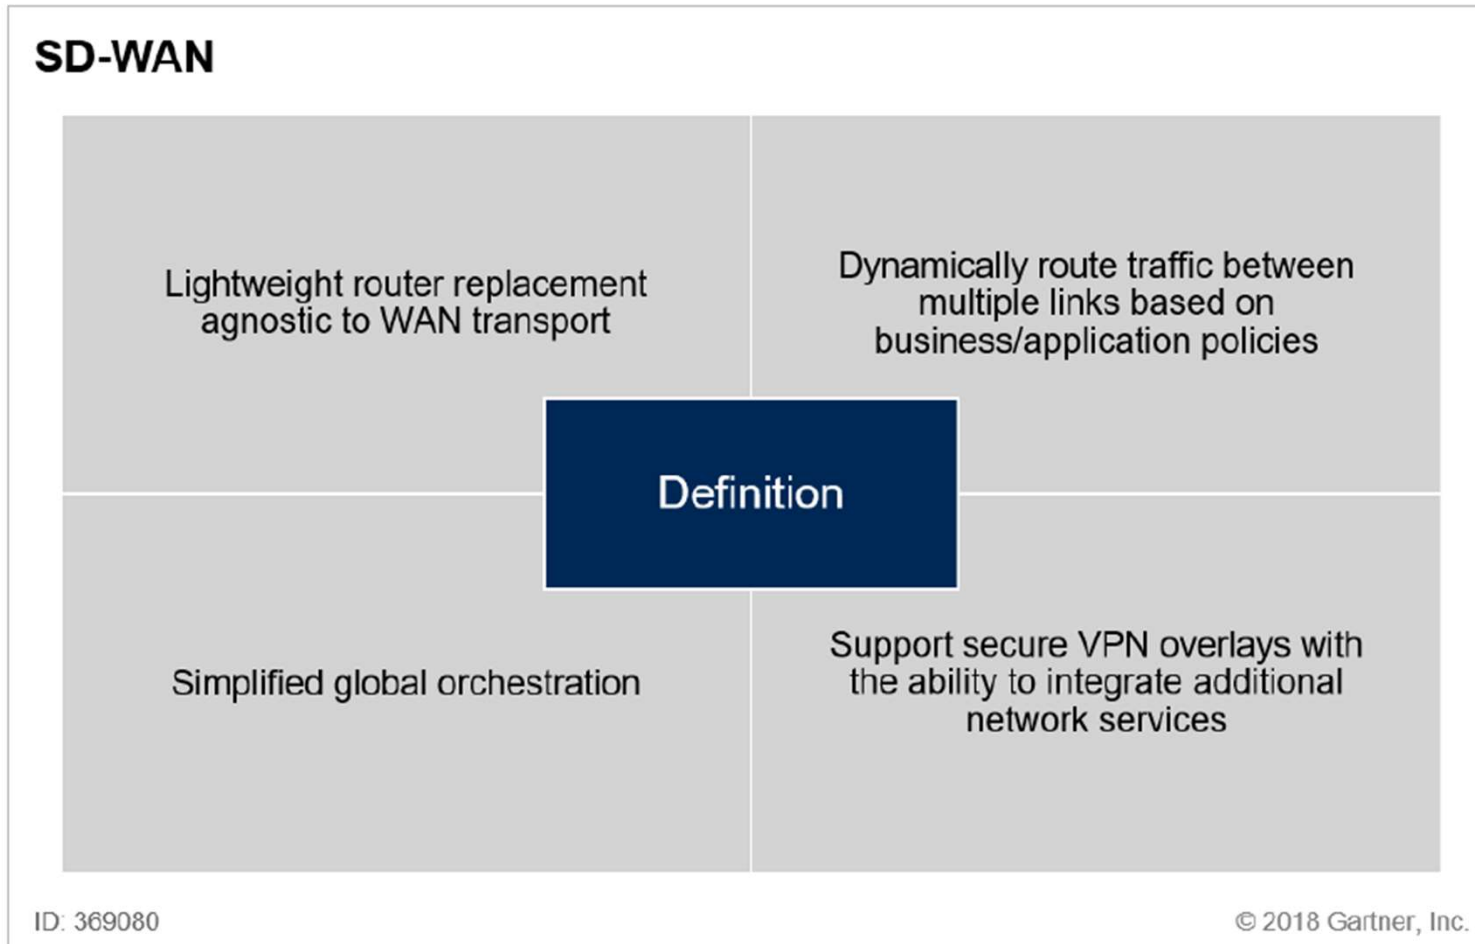 SD-WAN
Lightweight router replacement
agnostic to WAN transport
Dynamically route traffic between
multiple links based on
business/application policies
Definition
Simplified global orchestration
Support secure VPN overlays with
the ability to integrate additional
network services
ID: 369080
© 2018 Gartner, Inc.